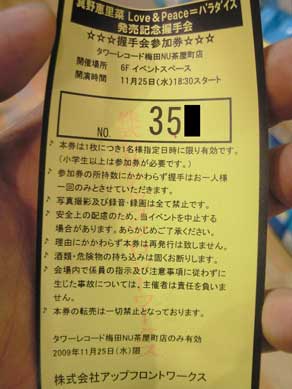 真野恵里菜 Love＆Peace＝パラダイス
発売記念握手会
☆☆☆握手会参加券☆☆☆
タワーレコード梅田NU茶屋町店
開催場所 6F イベントスペース
開演時間 11月25日(水)18:30スタート
NO. 35
♪本券は1枚につき1名様指定日時に限り有効です。
(小学生以上は参加券が必要です。)
♪参加券の所持数にかかわらず握手はお一人様
一回のみとさせていただきます。
♪写真撮影及び録音・録画は全て禁止です。
♪安全上の配慮のため、当イベントを中止する
場合があります。あらかじめご了承ください。
♪理由にかかわらず本券は再発行は致しません。
♪酒類・危険物の持ち込みは固くお断りします。
♪会場内で係員の指示及び注意事項に従わずに
生じた事故については、主催者は責任を負いま
せん。
♪本券の転売は一切禁止となっております。
タワーレコード梅田NU茶屋町店のみ有効
2009年11月25日(水)限
株式会社アップフロントワークス